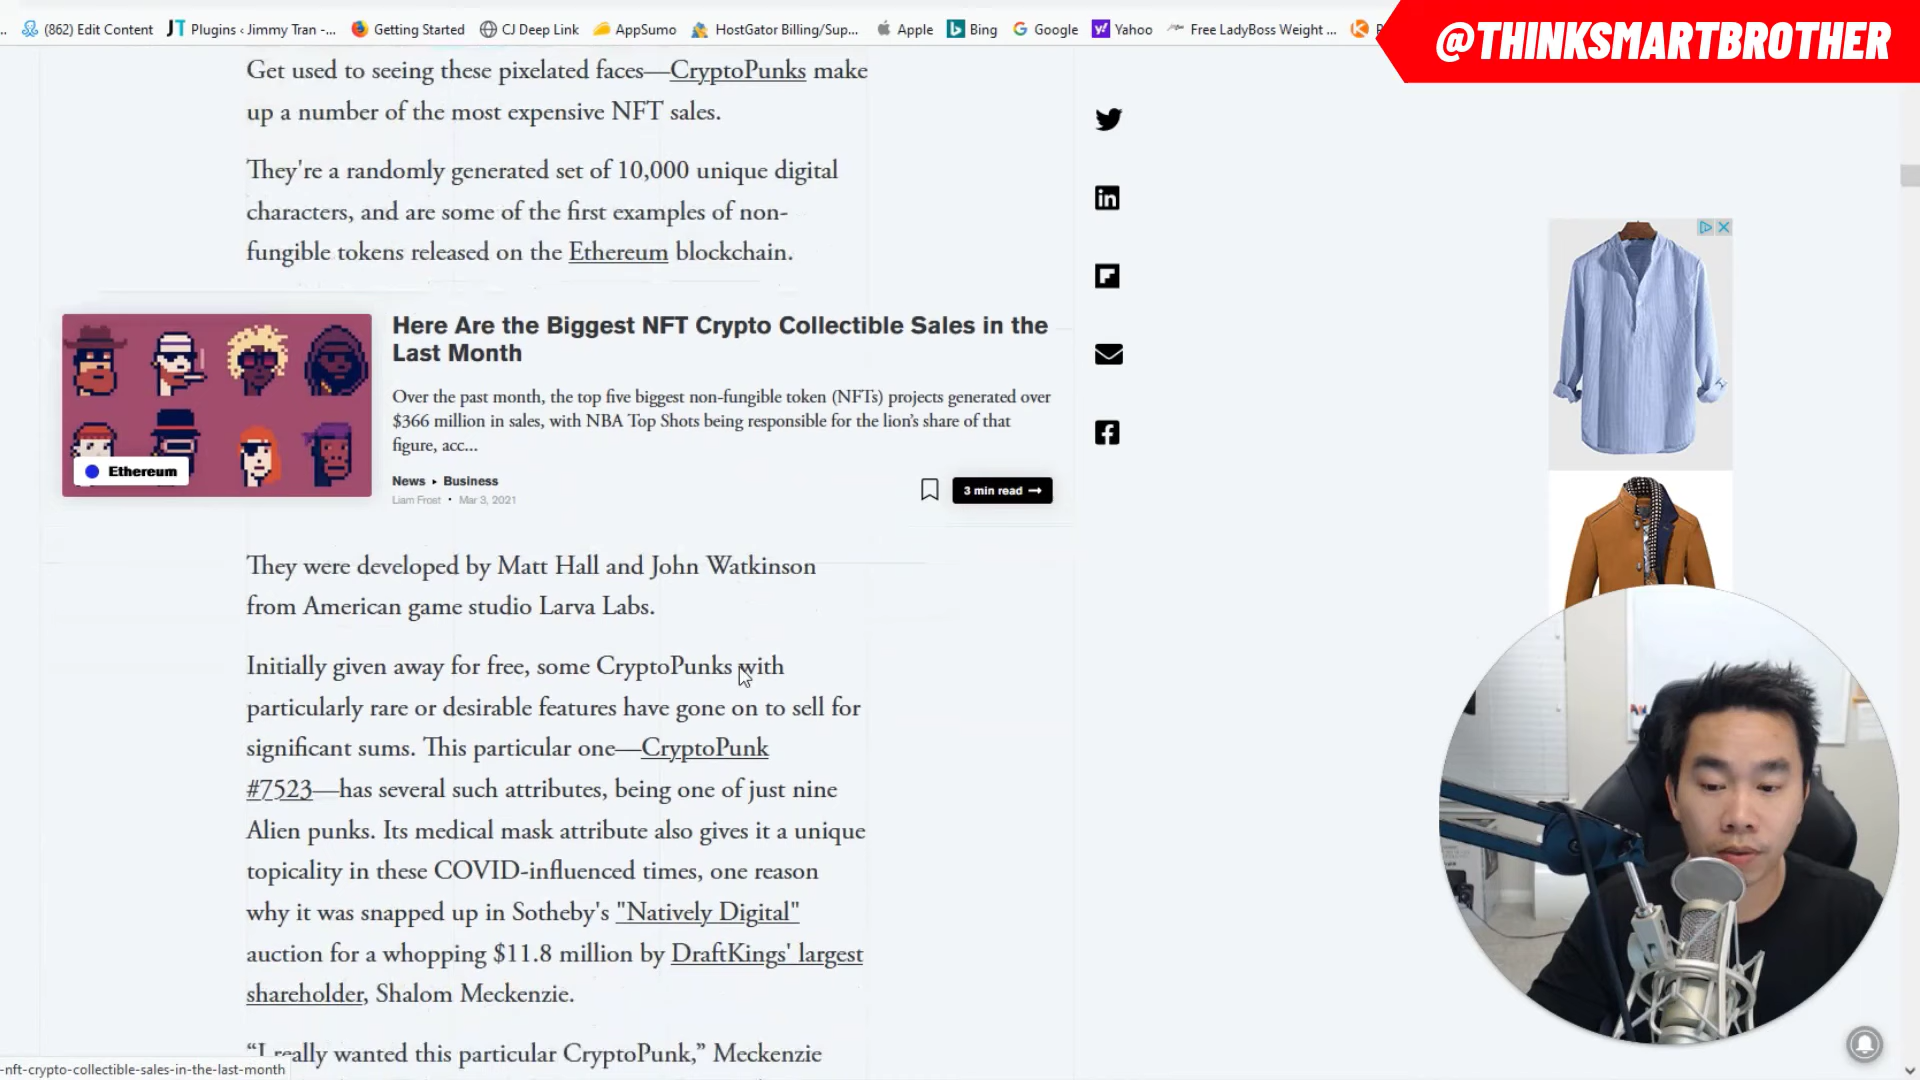 (862) Edit Content
Plugins ‹ Jimmy Tran -...
Getting Started
CJ Deep Link
AppSumo
HostGator Billing/Sup...
Apple
Bing
Google
Yahoo
Free LadyBoss Weight ...
@THINKSMARTBROTHER
Get used to seeing these pixelated faces—CryptoPunks make
up a number of the most expensive NFT sales.
They're a randomly generated set of 10,000 unique digital
characters, and are some of the first examples of non-
fungible tokens released on the Ethereum blockchain.
Ethereum
Here Are the Biggest NFT Crypto Collectible Sales in the
Last Month
Over the past month, the top five biggest non-fungible token (NFTs) projects generated over
$366 million in sales, with NBA Top Shots being responsible for the lion's share of that
figure, acc...
News ▸ Business
Liam Frost • Mar 3, 2021
3 min read →
They were developed by Matt Hall and John Watkinson
from American game studio Larva Labs.
Initially given away for free, some CryptoPunks with
particularly rare or desirable features have gone on to sell for
significant sums. This particular one—CryptoPunk
#7523—has several such attributes, being one of just nine
Alien punks. Its medical mask attribute also gives it a unique
topicality in these COVID-influenced times, one reason
why it was snapped up in Sotheby's "Natively Digital"
auction for a whopping $11.8 million by DraftKings' largest
shareholder, Shalom Meckenzie.
“I really wanted this particular CryptoPunk,” Meckenzie
-nft-crypto-collectible-sales-in-the-last-month